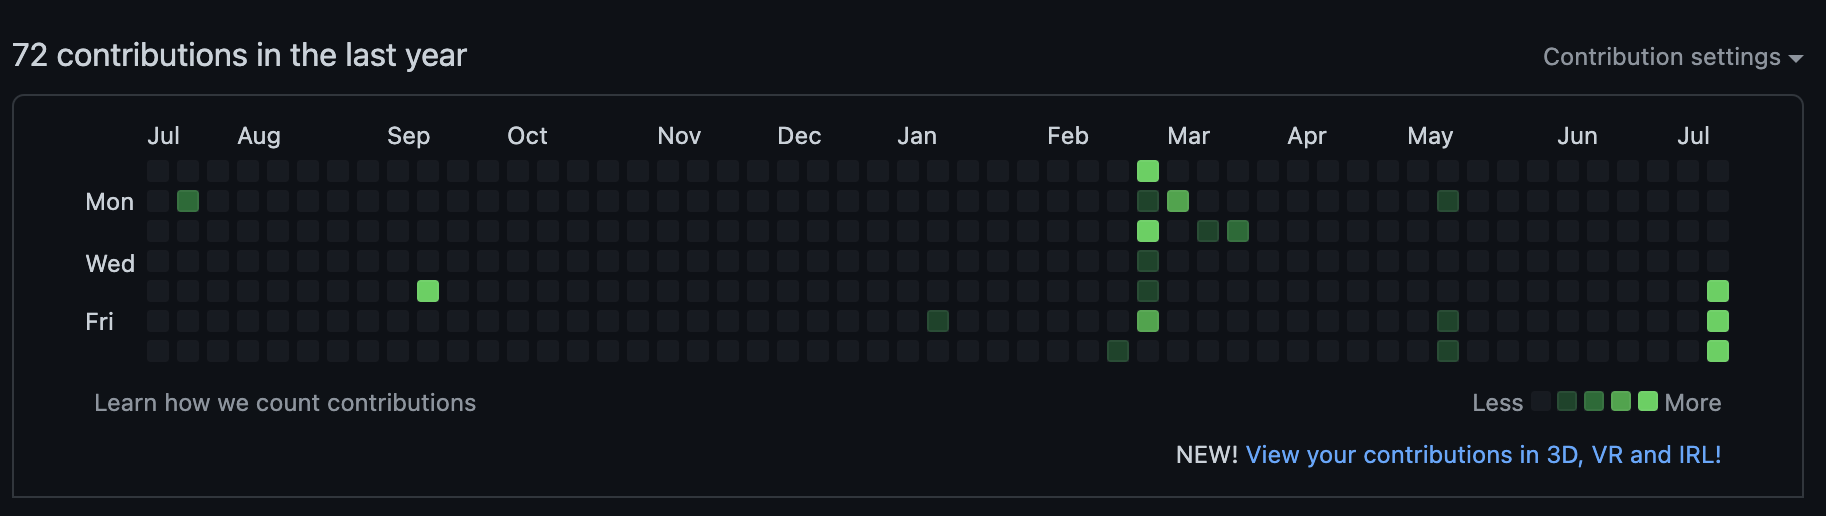 72 contributions in the last year
Contribution settings
Jul Aug Sep Oct Nov Dec Jan Feb Mar Apr May Jun Jul
Mon
Wed
Fri
Learn how we count contributions
Less More
NEW! View your contributions in 3D, VR and IRL!